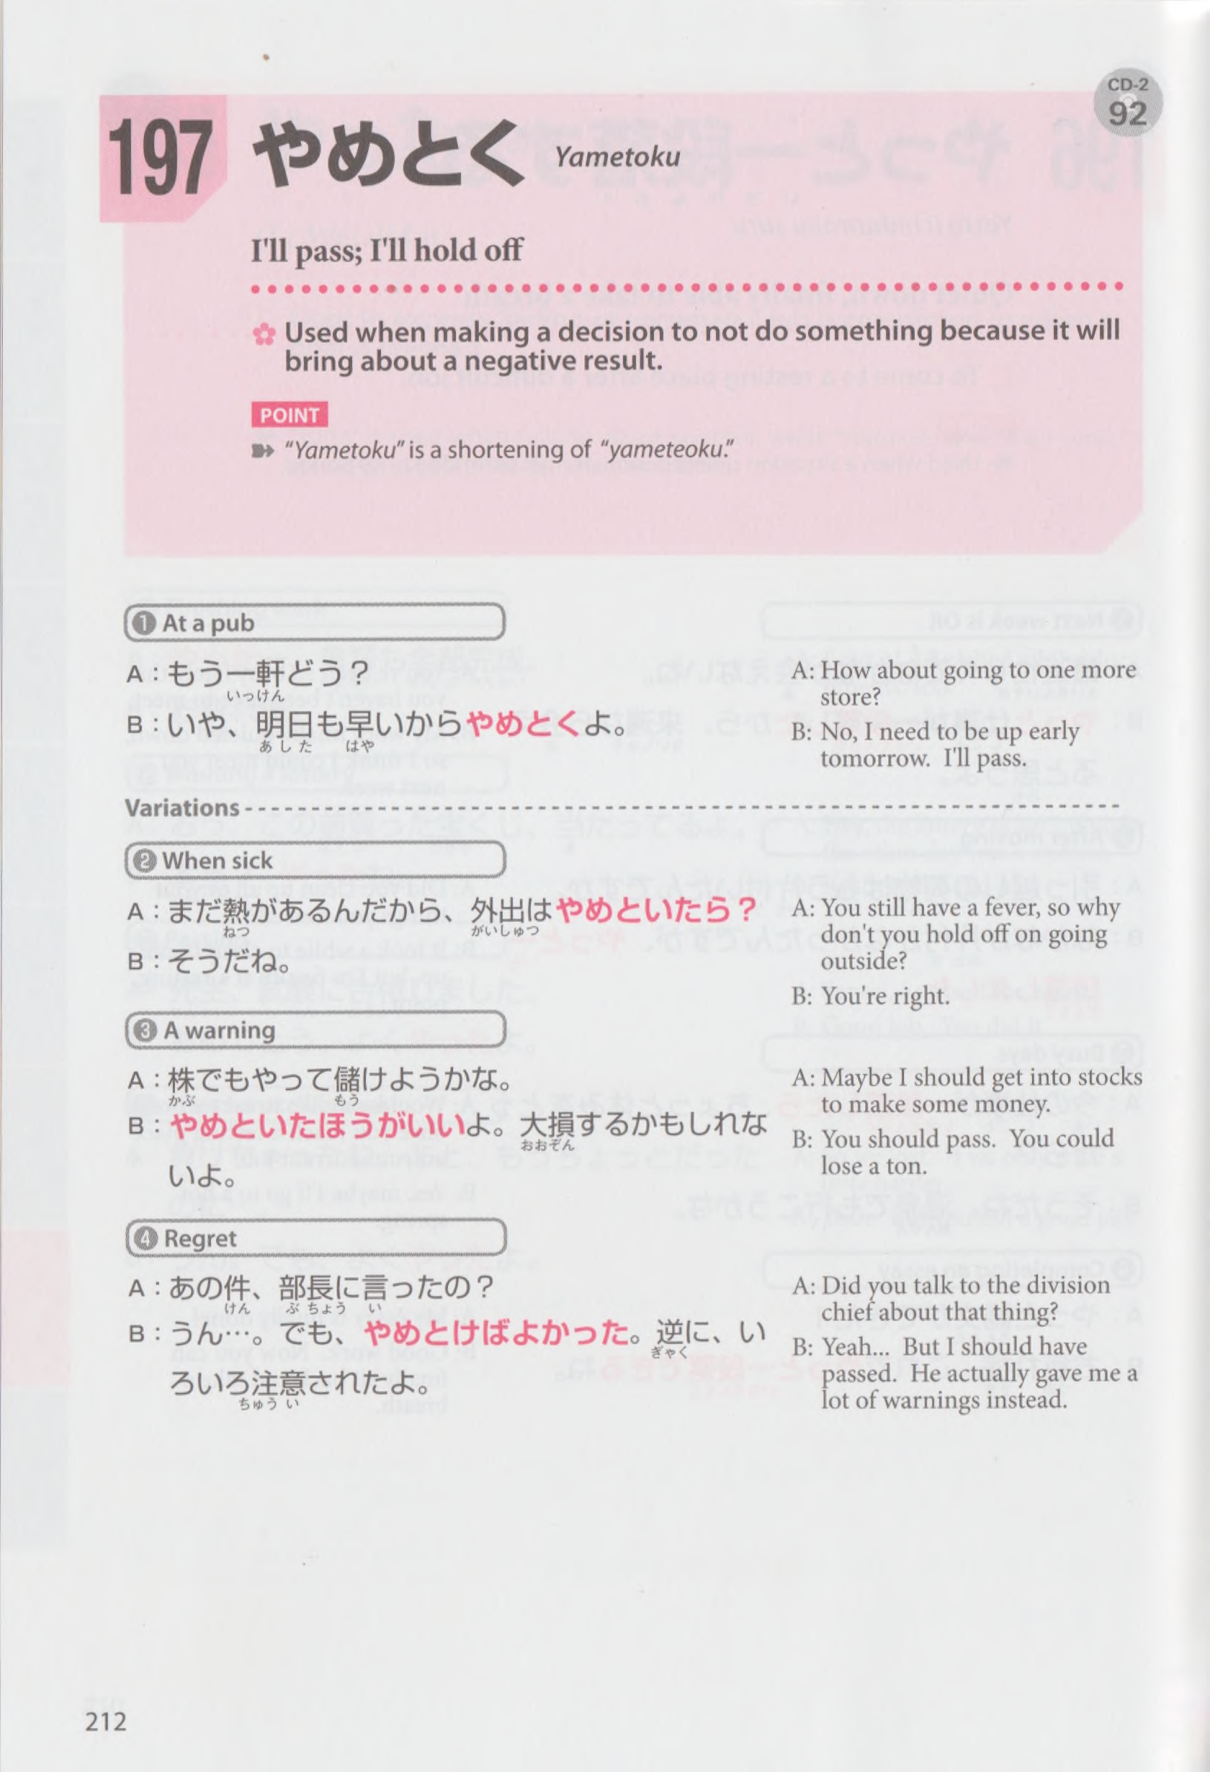 CD-2
92
197 やめとく Yametoku
I'll pass; I'll hold off
Used when making a decision to not do something because it will
bring about a negative result.
POINT
"Yametoku" is a shortening of "yameteoku."
❶ At a pub
A：もう一軒どう？
いっけん
B：いや、明日も早いからやめとくよ。
あした はや
A: How about going to one more
store?
B: No, I need to be up early
tomorrow. I'll pass.
Variations
❷ When sick
A：まだ熱があるんだから、外出はやめといたら？
ねつ がいしゅつ
B：そうだね。
A: You still have a fever, so why
don't you hold off on going
outside?
B: You're right.
❸ A warning
A：株でもやって儲けようかな。
かぶ もう
B：やめといたほうがいいよ。大損するかもしれな
おおぞん
いよ。
A: Maybe I should get into stocks
to make some money.
B: You should pass. You could
lose a ton.
❹ Regret
A：あの件、部長に言ったの？
けん ぶちょう い
B：うん…。でも、やめとけばよかった。逆に、い
ぎゃく
ろいろ注意されたよ。
ちゅうい
A: Did you talk to the division
chief about that thing?
B: Yeah... But I should have
passed. He actually gave me a
lot of warnings instead.
212